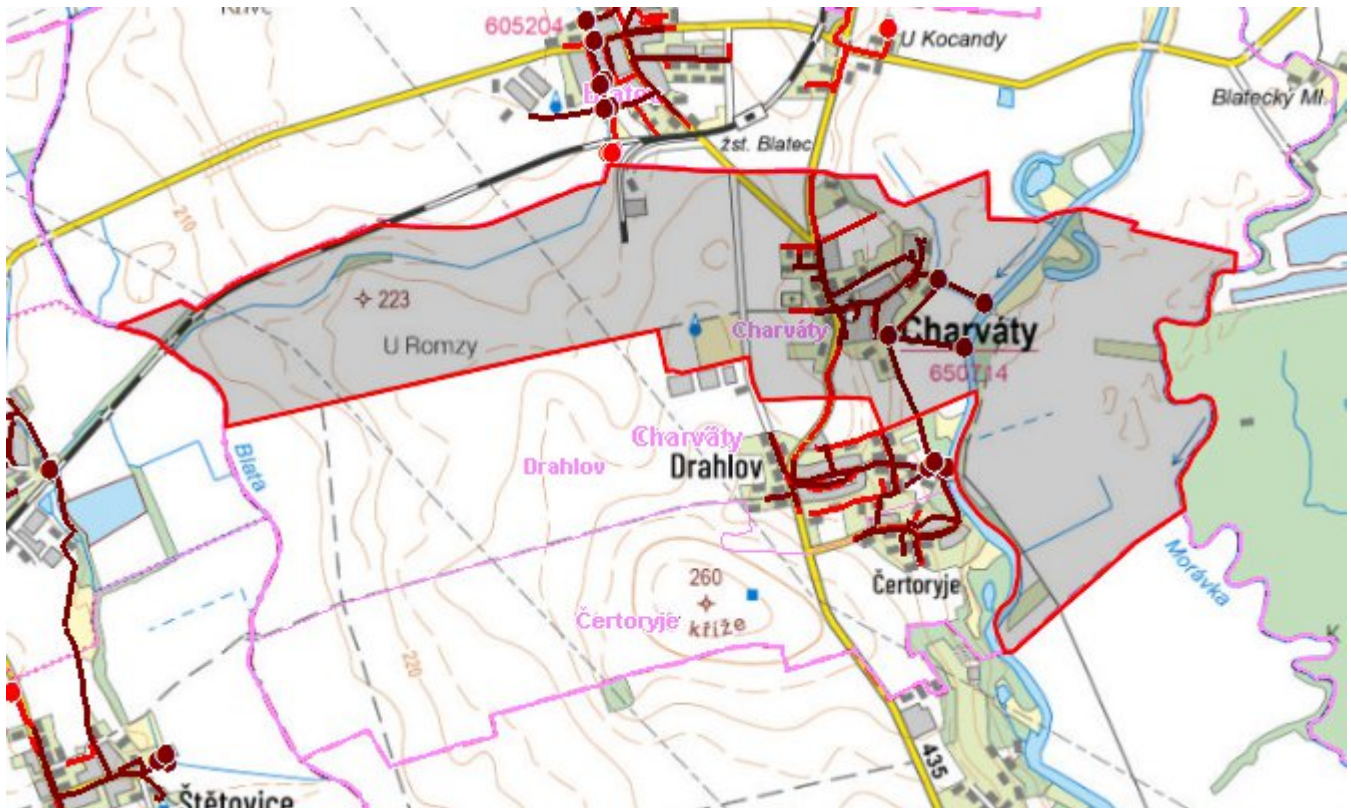 605204
U Kocandy
Blatec
Blatecký Ml.
žst. Blatec
210
223
U Romzy
Charváty
Charváty
650714
Charváty
Drahlov
Drahlov
Blata
Morávka
260
kříže
Čertoryje
Čertoryje
220
435
Štětovice